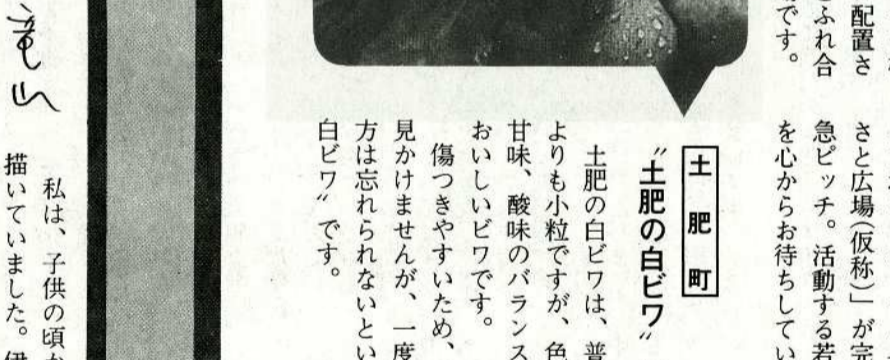 配置さ
ふれ合
です。
さと広場(仮称)」が完
急ピッチ。活動する若
を心からお待ちしてい
土肥町
〝土肥の白ビワ〟
土肥の白ビワは、普
よりも小粒ですが、色
甘味、酸味のバランス
おいしいビワです。
傷つきやすいため、
見かけませんが、一度
方は忘れられないとい
白ビワ〟です。
私は、子供の頃か
描いていました。伊